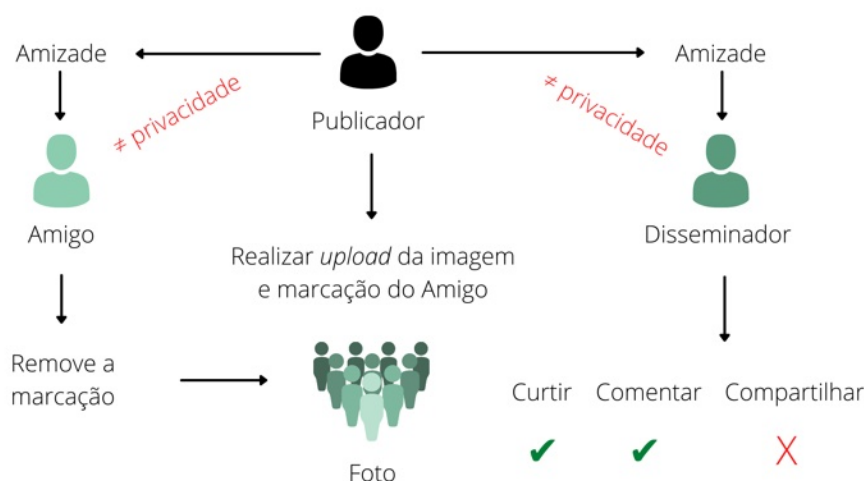 Amizade
Amizade
≠ privacidade
≠ privacidade
Publicador
Amigo
Disseminador
Realizar upload da imagem
e marcação do Amigo
Remove a
marcação
Curtir Comentar Compartilhar
✔ ✔ X
Foto